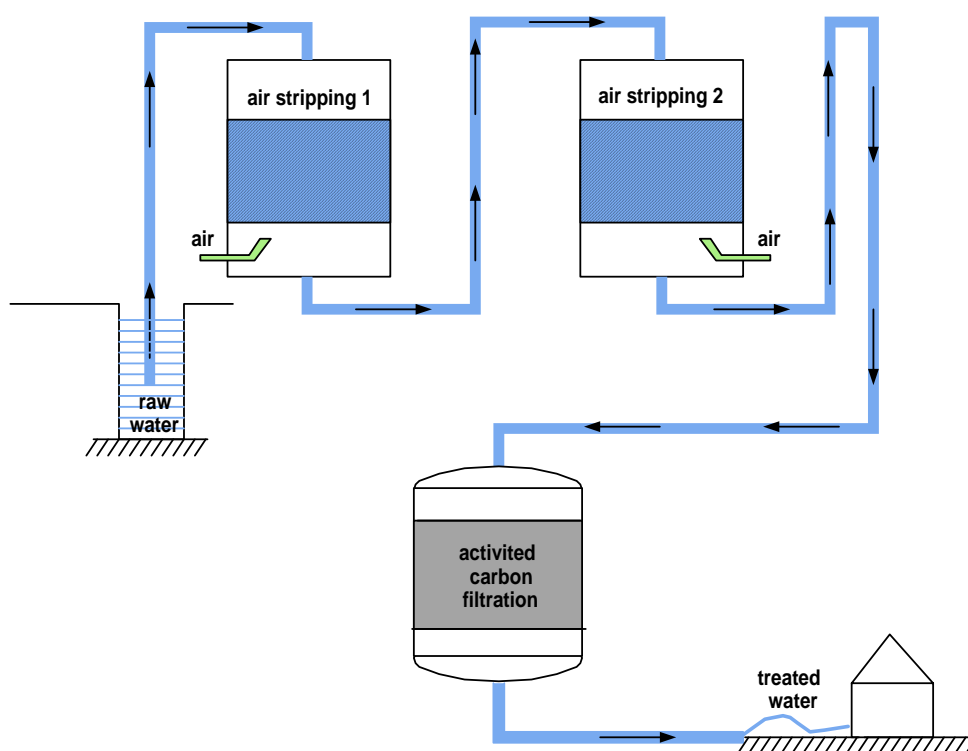 air stripping 1
air stripping 2
air
air
raw
water
activited
carbon
filtration
treated
water